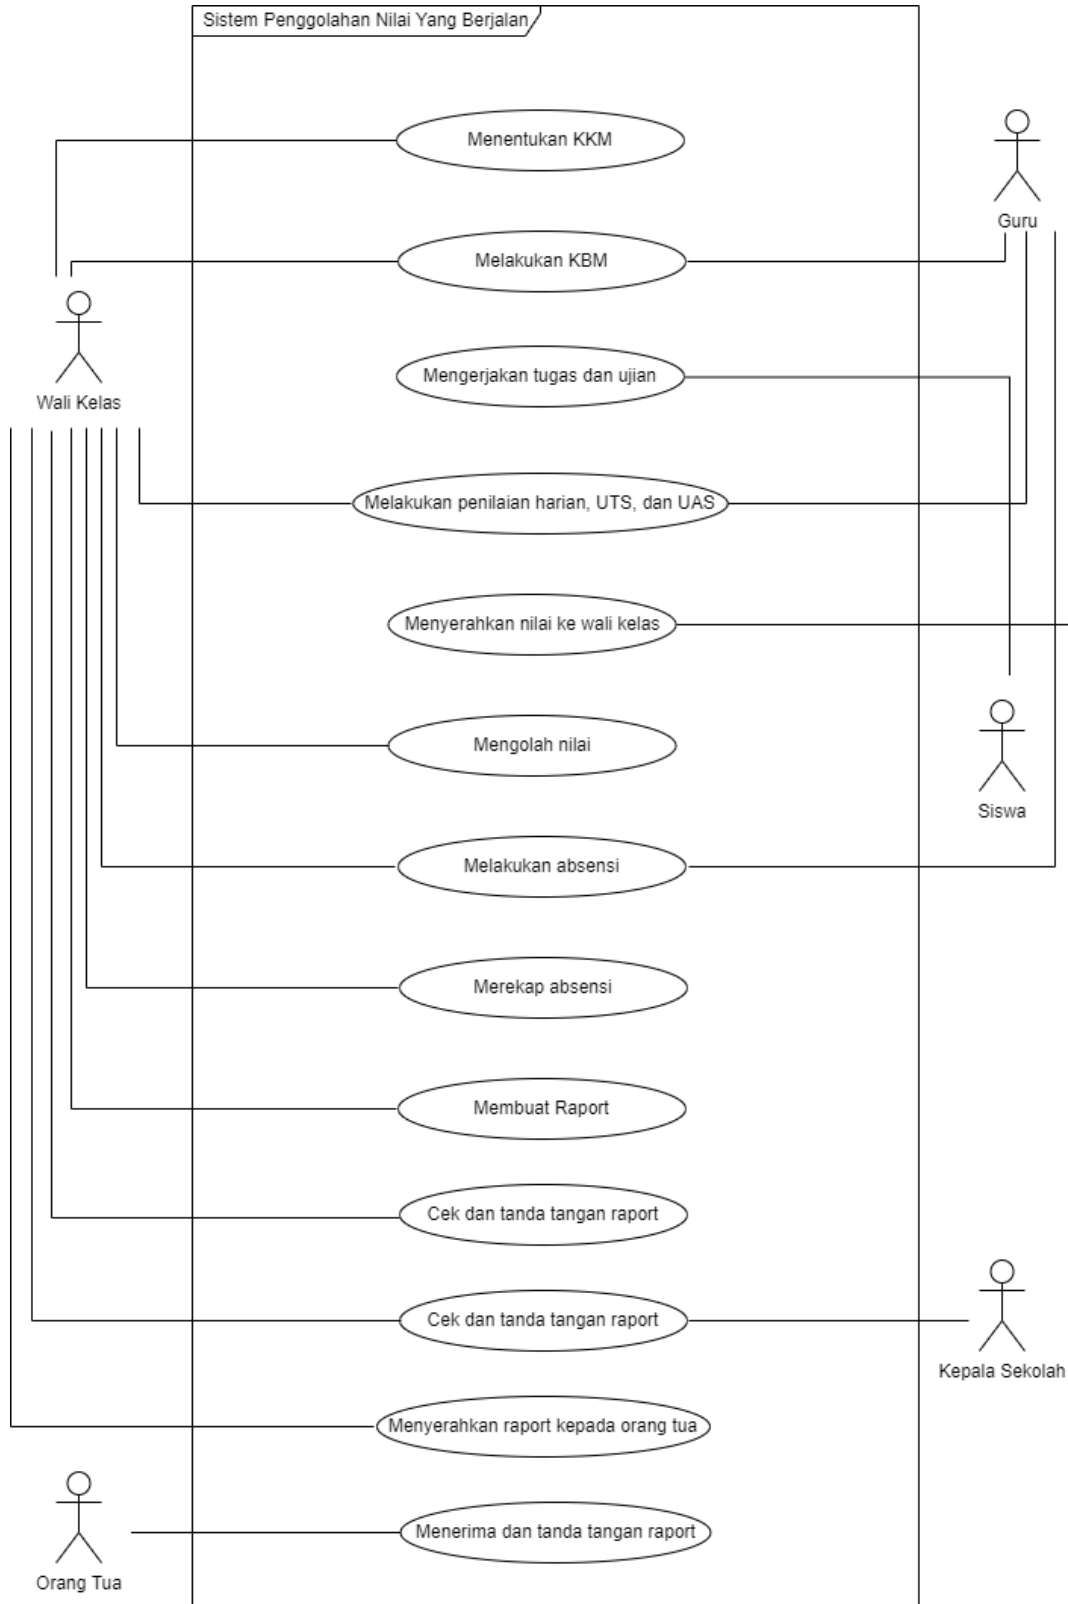 Sistem Penggolahan Nilai Yang Berjalan
Menentukan KKM
Guru
Melakukan KBM
Mengerjakan tugas dan ujian
Wali Kelas
Melakukan penilaian harian, UTS, dan UAS
Menyerahkan nilai ke wali kelas
Mengolah nilai
Siswa
Melakukan absensi
Merekap absensi
Membuat Raport
Cek dan tanda tangan raport
Cek dan tanda tangan raport
Kepala Sekolah
Menyerahkan raport kepada orang tua
Menerima dan tanda tangan raport
Orang Tua